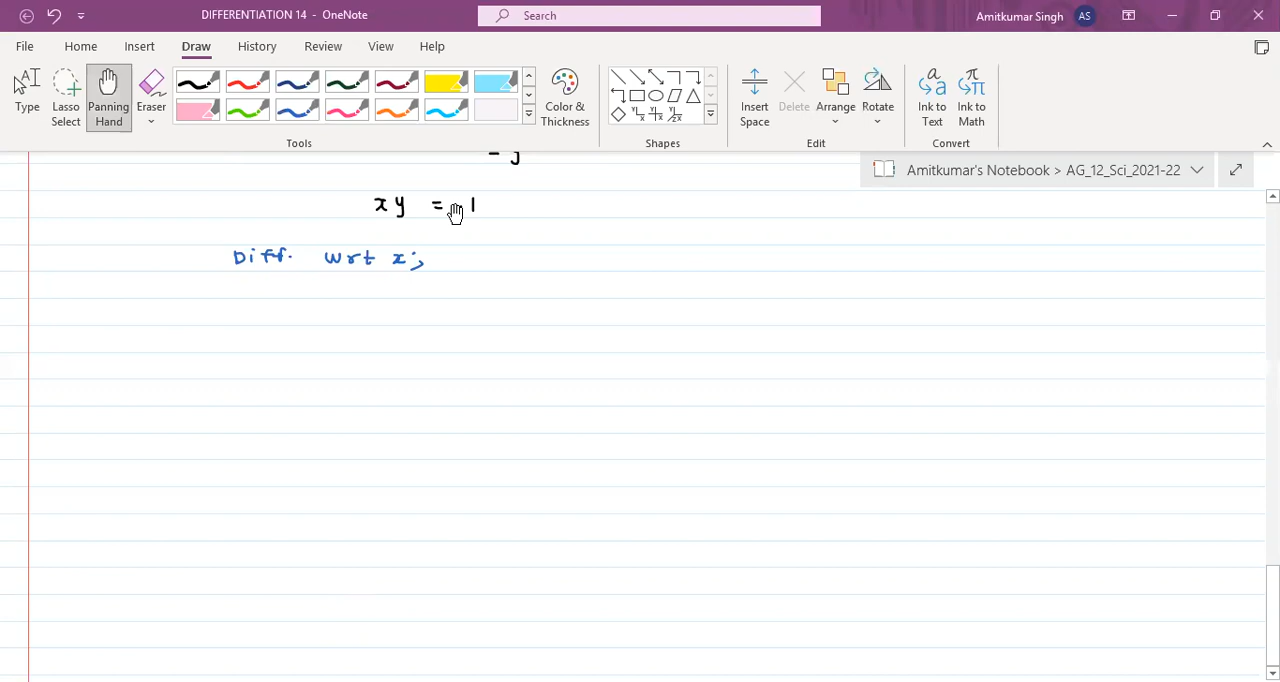 DIFFERENTIATION 14 - OneNote
Search
Amitkumar Singh AS
File Home Insert Draw History Review View Help
Type
Lasso Select
Panning Hand
Eraser
Color & Thickness
Insert Space
Delete
Arrange
Rotate
Ink to Text
Ink to Math
Tools
Shapes
Edit
Convert
Amitkumar's Notebook > AG_12_Sci_2021-22
x y = 1
Diff. wrt x;